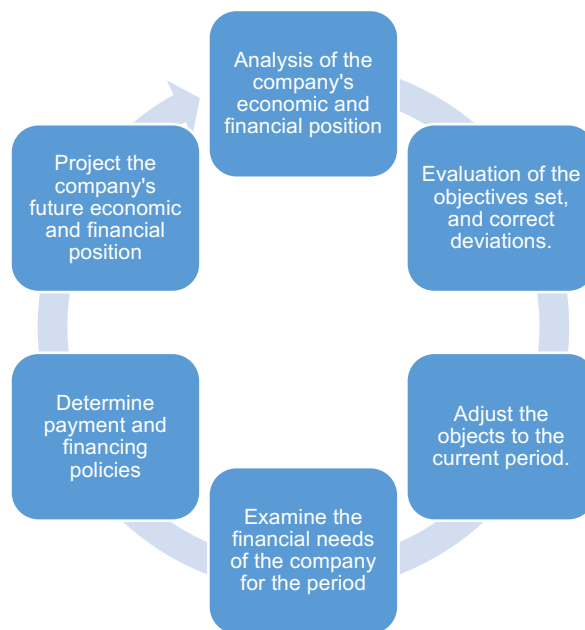 Analysis of the
company's
economic and
financial position
Evaluation of the
objectives set,
and correct
deviations.
Adjust the
objects to the
current period.
Examine the
financial needs
of the company
for the period
Determine
payment and
financing
policies
Project the
company's
future economic
and financial
position